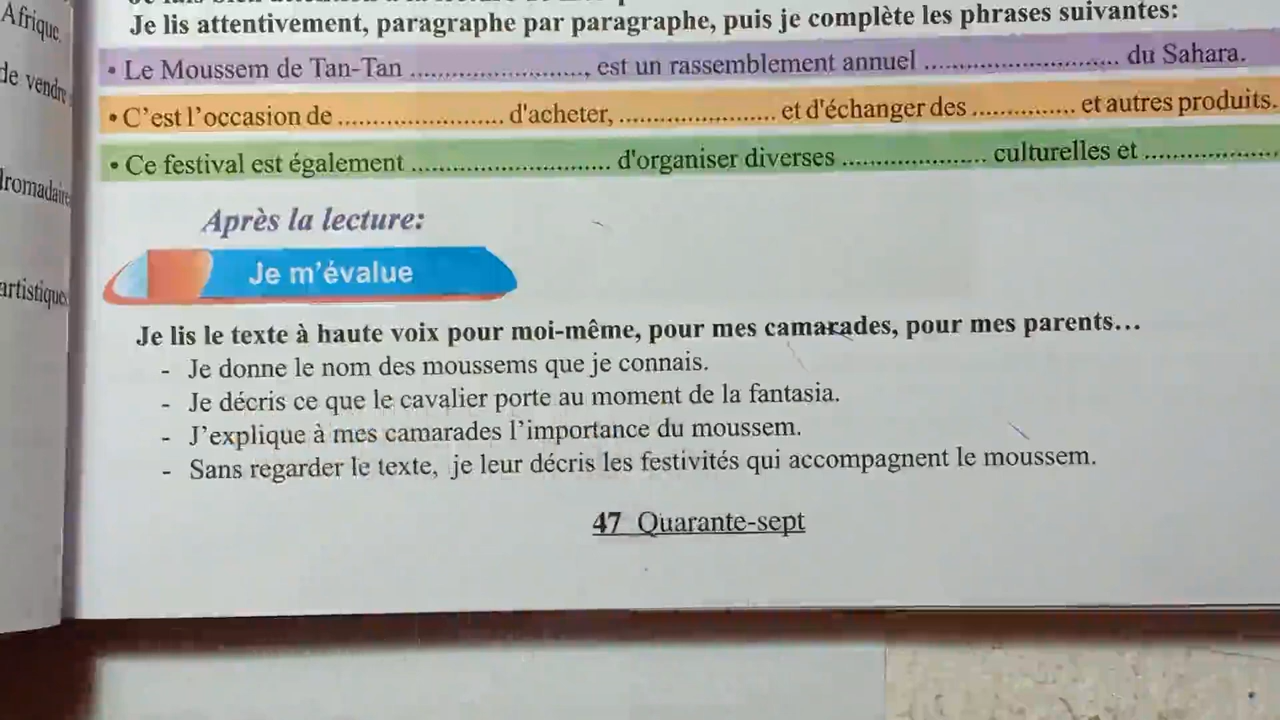 Afrique.
de vendre
dromadaire
artistique
Je lis attentivement, paragraphe par paragraphe, puis je complète les phrases suivantes:
• Le Moussem de Tan-Tan ........................., est un rassemblement annuel ........................... du Sahara.
• C'est l'occasion de ....................... d'acheter, ...................... et d'échanger des ............... et autres produits.
• Ce festival est également ............................ d'organiser diverses .................... culturelles et ...................
Après la lecture:
Je m'évalue
Je lis le texte à haute voix pour moi-même, pour mes camarades, pour mes parents...
- Je donne le nom des moussems que je connais.
- Je décris ce que le cavalier porte au moment de la fantasia.
- J'explique à mes camarades l'importance du moussem.
- Sans regarder le texte, je leur décris les festivités qui accompagnent le moussem.
47 Quarante-sept